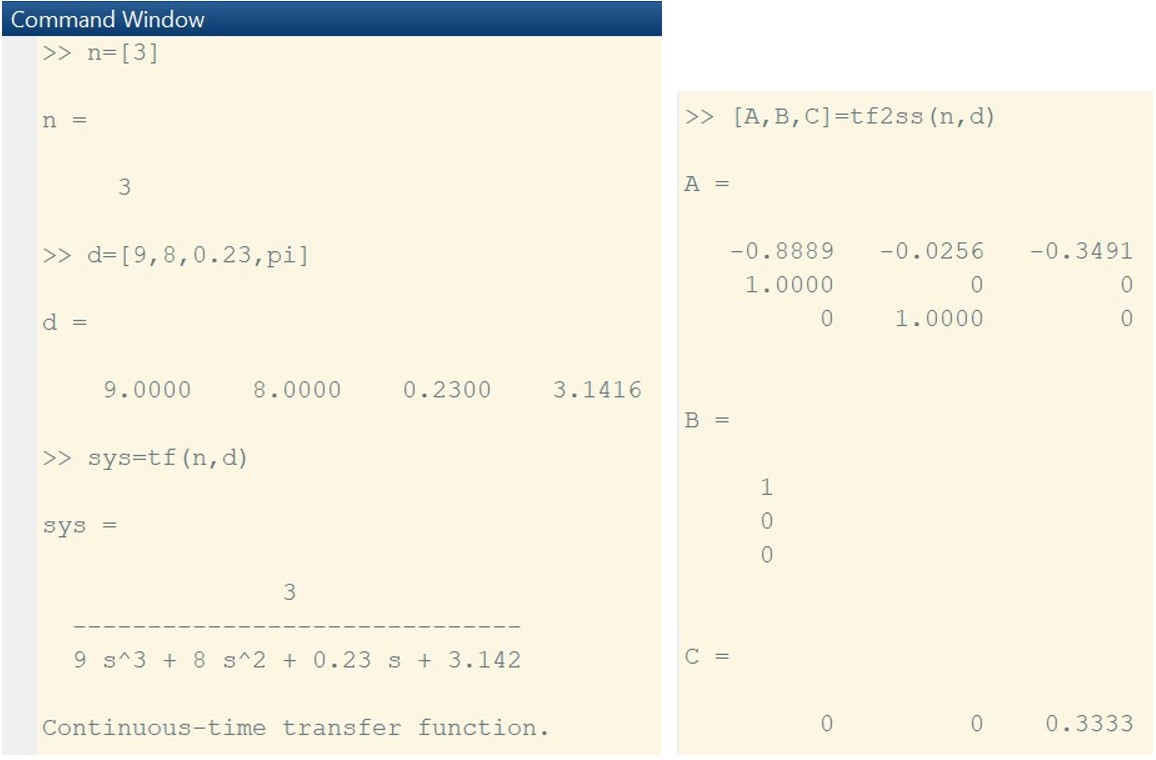 Command Window
>> n=[3]
n =
3
>> d=[9,8,0.23,pi]
d =
9.0000 8.0000 0.2300 3.1416
>> sys=tf(n,d)
sys =
3
------------------------------
9 s^3 + 8 s^2 + 0.23 s + 3.142
Continuous-time transfer function.
>> [A,B,C]=tf2ss(n,d)
A =
-0.8889 -0.0256 -0.3491
1.0000 0 0
0 1.0000 0
B =
1
0
0
C =
0 0 0.3333